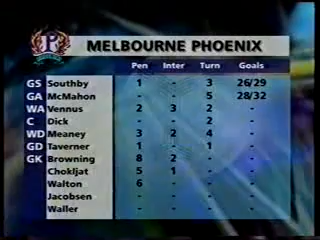 P
MELBOURNE PHOENIX
Pen Inter Turn Goals
GS Southby 1 - 3 26/29
GA McMahon - - 5 28/32
WA Vennus 2 3 2 -
C Dick - - 2 -
WD Meaney 3 2 4 -
GD Taverner 1 - 1 -
GK Browning 8 2 - -
Chokljat 5 1 - -
Walton 6 - - -
Jacobsen - - - -
Waller - - - -